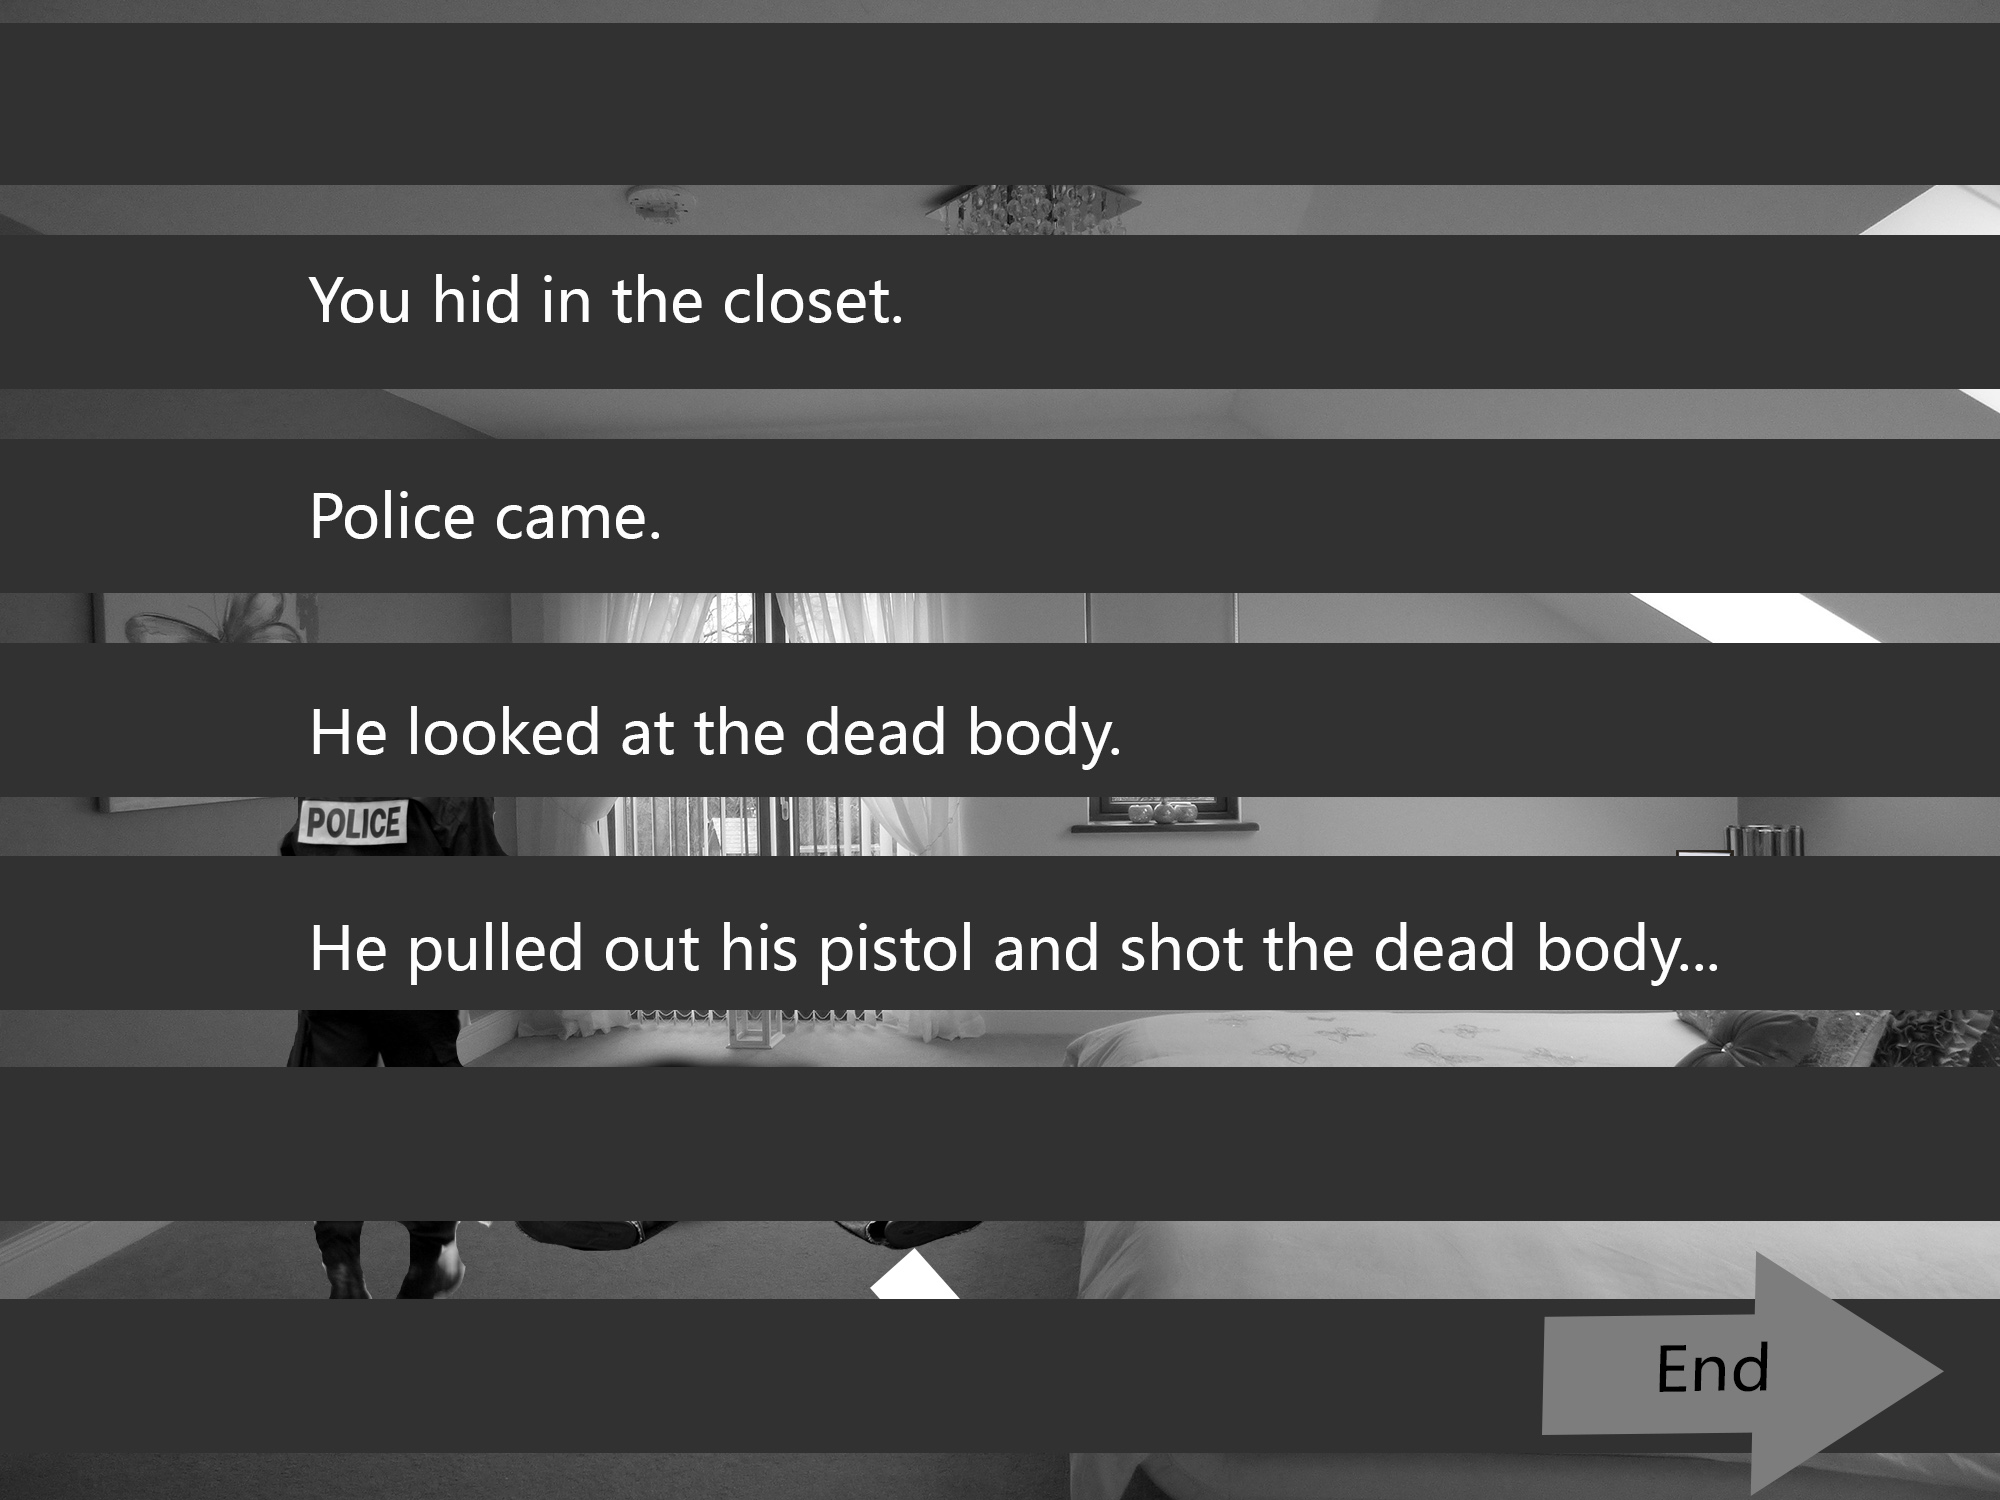 You hid in the closet.
Police came.
He looked at the dead body.
POLICE
He pulled out his pistol and shot the dead body...
End